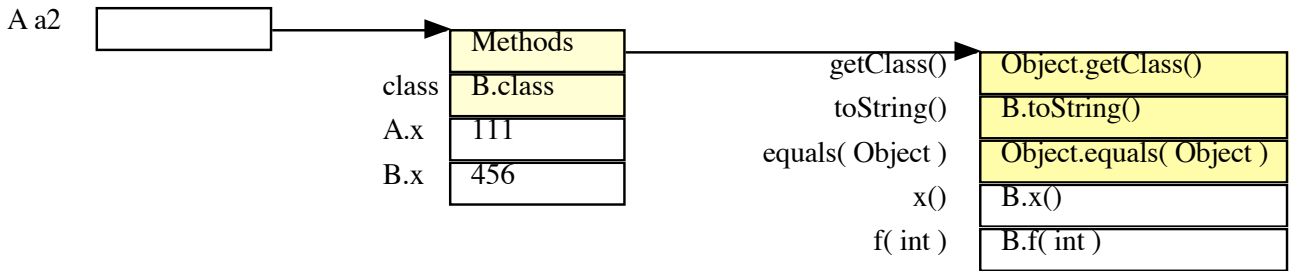 A a2
Methods
class B.class
A.x 111
B.x 456
getClass() Object.getClass()
toString() B.toString()
equals( Object ) Object.equals( Object )
x() B.x()
f( int ) B.f( int )